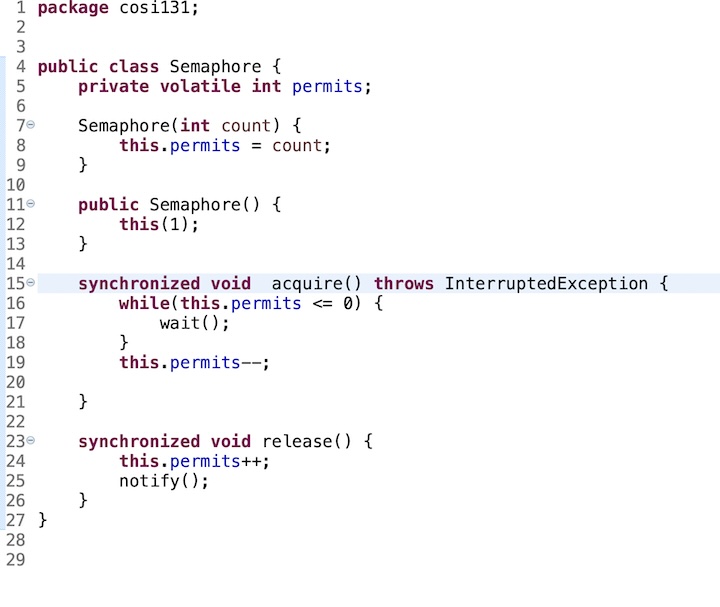 1 package cosi131;
2
3
4 public class Semaphore {
5     private volatile int permits;
6
7     Semaphore(int count) {
8         this.permits = count;
9     }
10
11     public Semaphore() {
12         this(1);
13     }
14
15     synchronized void  acquire() throws InterruptedException {
16         while(this.permits <= 0) {
17             wait();
18         }
19         this.permits--;
20
21     }
22
23     synchronized void release() {
24         this.permits++;
25         notify();
26     }
27 }
28
29